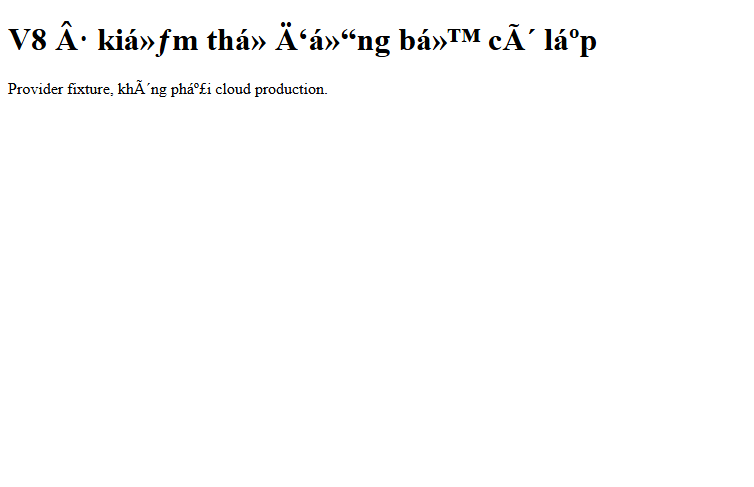 V8 Â· kiá»ƒm thá» Ä‘á»“ng bá»™ cÃ´ láº­p
Provider fixture, khÃ´ng pháº£i cloud production.